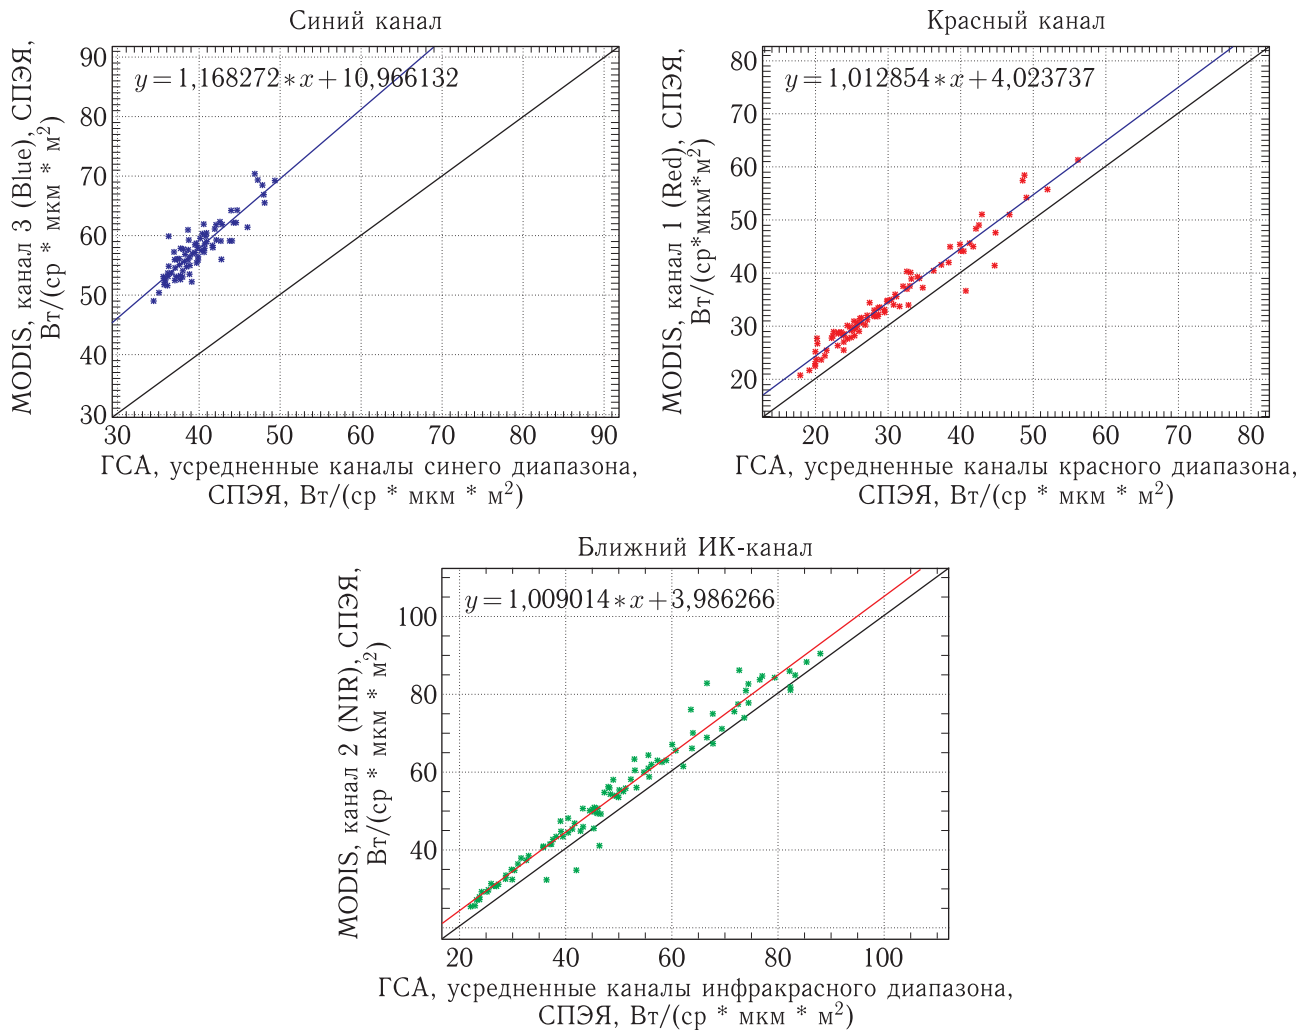 Синий канал
MODIS, канал 3 (Blue), СПЭЯ,
Вт/(ср * мкм * м²)
y = 1,168272 * x + 10,966132
90
80
70
60
50
40
30
30 40 50 60 70 80 90
ГСА, усредненные каналы синего диапазона,
СПЭЯ, Вт/(ср * мкм * м²)
Красный канал
MODIS, канал 1 (Red), СПЭЯ,
Вт/(ср*мкм*м²)
y = 1,012854 * x + 4,023737
80
70
60
50
40
30
20
20 30 40 50 60 70 80
ГСА, усредненные каналы красного диапазона,
СПЭЯ, Вт/(ср * мкм * м²)
Ближний ИК-канал
MODIS, канал 2 (NIR), СПЭЯ,
Вт/(ср * мкм * м²)
y = 1,009014 * x + 3,986266
100
80
60
40
20 40 60 80 100
ГСА, усредненные каналы инфракрасного диапазона,
СПЭЯ, Вт/(ср * мкм * м²)